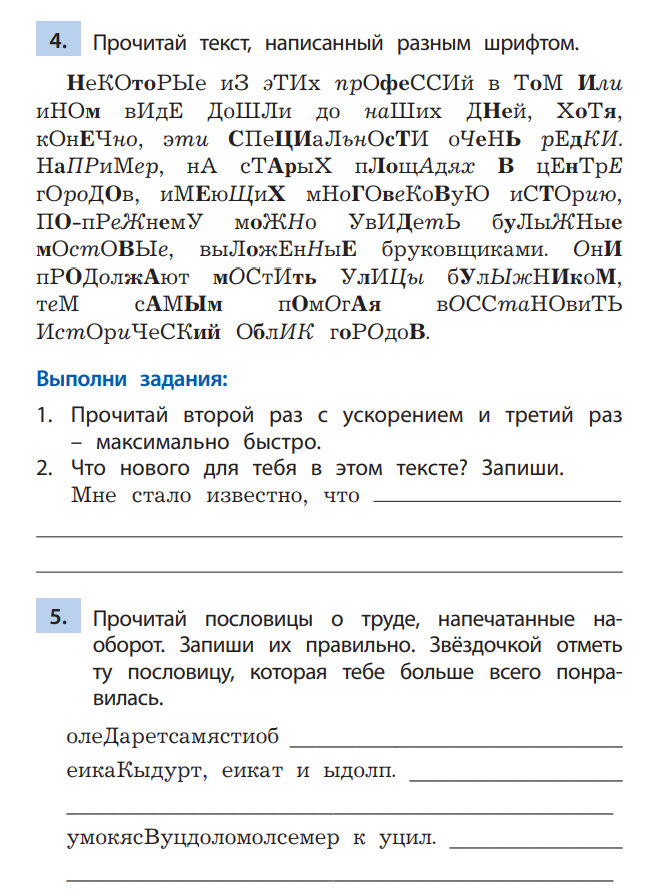 4. Прочитай текст, написанный разным шрифтом.
НеКОтоРЫе иЗ эТИх прОфеССИй в ТоМ Или
иНОм вИдЕ ДоШЛи до наШих ДНей, ХоТя,
кОнЕЧно, эти СПеЦИаЛьнОсТИ оЧеНЬ рЕдКИ.
НаПРиМер, нА сТАрыХ пЛощАдях В цЕнТрЕ
гОроДОв, иМЕюЩиХ мНоГОвеКоВуЮ иСТОрию,
ПО-пРеЖнемУ моЖНо УвИДетЬ бУлЫЖНые
мОстОВЫе, выЛоженНыЕ бруковщиками. ОнИ
пРОДолжАют мОСтИть УлИЦы бУлЫжНИкоМ,
теМ сАМЫм пОмОгАя вОССтаНОвиТЬ
ИстОриЧеСКий ОблИК гоРОдоВ.
Выполни задания:
1. Прочитай второй раз с ускорением и третий раз
– максимально быстро.
2. Что нового для тебя в этом тексте? Запиши.
Мне стало известно, что
5. Прочитай пословицы о труде, напечатанные на-
оборот. Запиши их правильно. Звёздочкой отметь
ту пословицу, которая тебе больше всего понра-
вилась.
олеДаретсамястиоб
еикаКыдурт, еикат и ыдолп.
умокясВуцдоломолсемер к уцил.